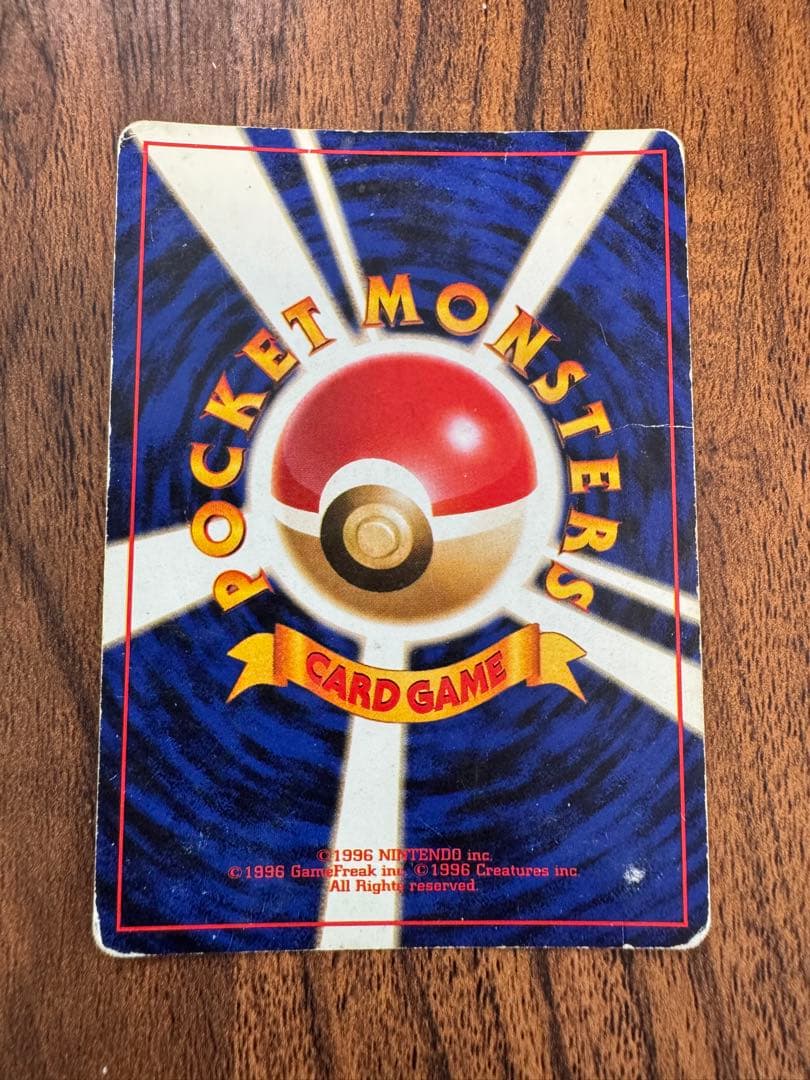 POCKET MONSTERS
CARD GAME
©1996 NINTENDO inc.
©1996 GameFreak inc. ©1996 Creatures inc.
All Rights reserved.